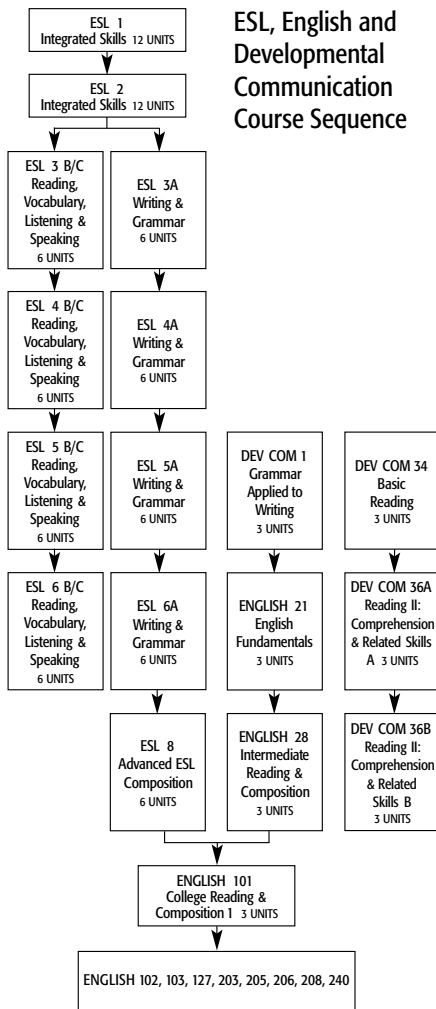 ESL, English and
Developmental
Communication
Course Sequence
ESL 1
Integrated Skills 12 UNITS
ESL 2
Integrated Skills 12 UNITS
ESL 3 B/C
Reading,
Vocabulary,
Listening &
Speaking
6 UNITS
ESL 3A
Writing &
Grammar
6 UNITS
ESL 4 B/C
Reading,
Vocabulary,
Listening &
Speaking
6 UNITS
ESL 4A
Writing &
Grammar
6 UNITS
ESL 5 B/C
Reading,
Vocabulary,
Listening &
Speaking
6 UNITS
ESL 5A
Writing &
Grammar
6 UNITS
DEV COM 1
Grammar
Applied to
Writing
3 UNITS
DEV COM 34
Basic
Reading
3 UNITS
ESL 6 B/C
Reading,
Vocabulary,
Listening &
Speaking
6 UNITS
ESL 6A
Writing &
Grammar
6 UNITS
ENGLISH 21
English
Fundamentals
3 UNITS
DEV COM 36A
Reading II:
Comprehension
& Related Skills
A 3 UNITS
ESL 8
Advanced ESL
Composition
6 UNITS
ENGLISH 28
Intermediate
Reading &
Composition
3 UNITS
DEV COM 36B
Reading II:
Comprehension
& Related
Skills B
3 UNITS
ENGLISH 101
College Reading &
Composition 1 3 UNITS
ENGLISH 102, 103, 127, 203, 205, 206, 208, 240